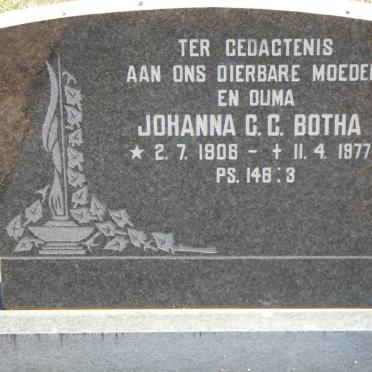 TER GEDACTENIS
AAN ONS DIERBARE MOEDER
EN OUMA
JOHANNA C. C. BOTHA
★ 2. 7. 1906 – ✝ 11. 4. 1977
PS. 146 : 3